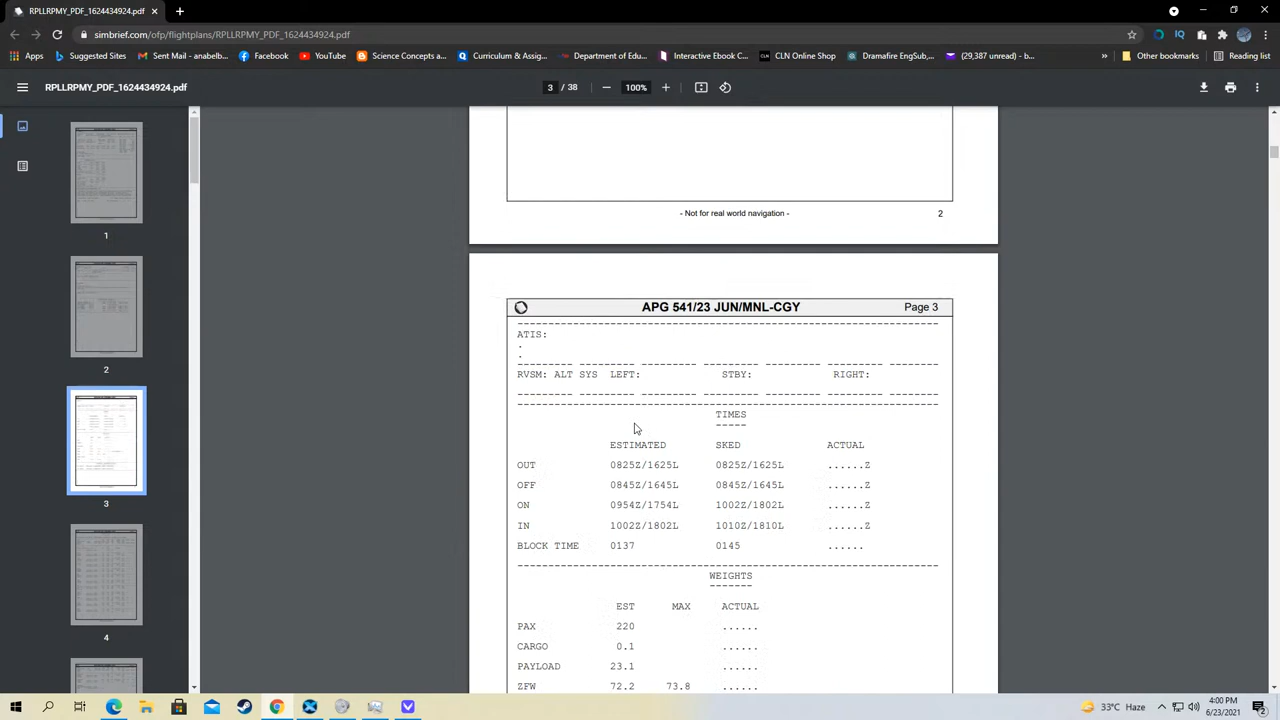 RPLLRPMY_PDF_1624434924.pdf
simbrief.com/ofp/flightplans/RPLLRPMY_PDF_1624434924.pdf
Apps Suggested Sites Sent Mail - anabelb... Facebook YouTube Science concepts a... Curriculum & Assig... Department of Edu... Interactive Ebook C... CLN Online Shop Dramafire EngSub,... (29,387 unread) - b... » Other bookmarks Reading list
RPLLRPMY_PDF_1624434924.pdf 3 / 38 100%
1
2
3
4
- Not for real world navigation - 2
APG 541/23 JUN/MNL-CGY Page 3
ATIS:
.
.
RVSM: ALT SYS LEFT: STBY: RIGHT:
TIMES
ESTIMATED SKED ACTUAL
OUT 0825Z/1625L 0825Z/1625L ......Z
OFF 0845Z/1645L 0845Z/1645L ......Z
ON 0954Z/1754L 1002Z/1802L ......Z
IN 1002Z/1802L 1010Z/1810L ......Z
BLOCK TIME 0137 0145 ......
WEIGHTS
EST MAX ACTUAL
PAX 220 ......
CARGO 0.1 ......
PAYLOAD 23.1 ......
ZFW 72.2 73.8 ......
33°C Haze 4:00 PM
6/23/2021